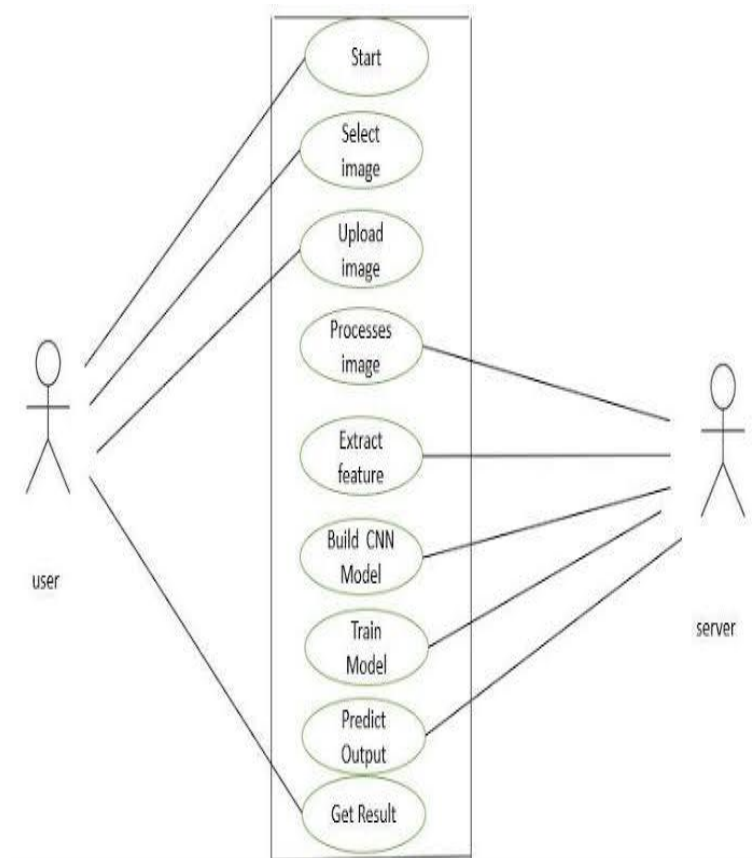 Start
Select
image
Upload
image
Processes
image
Extract
feature
Build CNN
Model
Train
Model
Predict
Output
Get Result
user
server